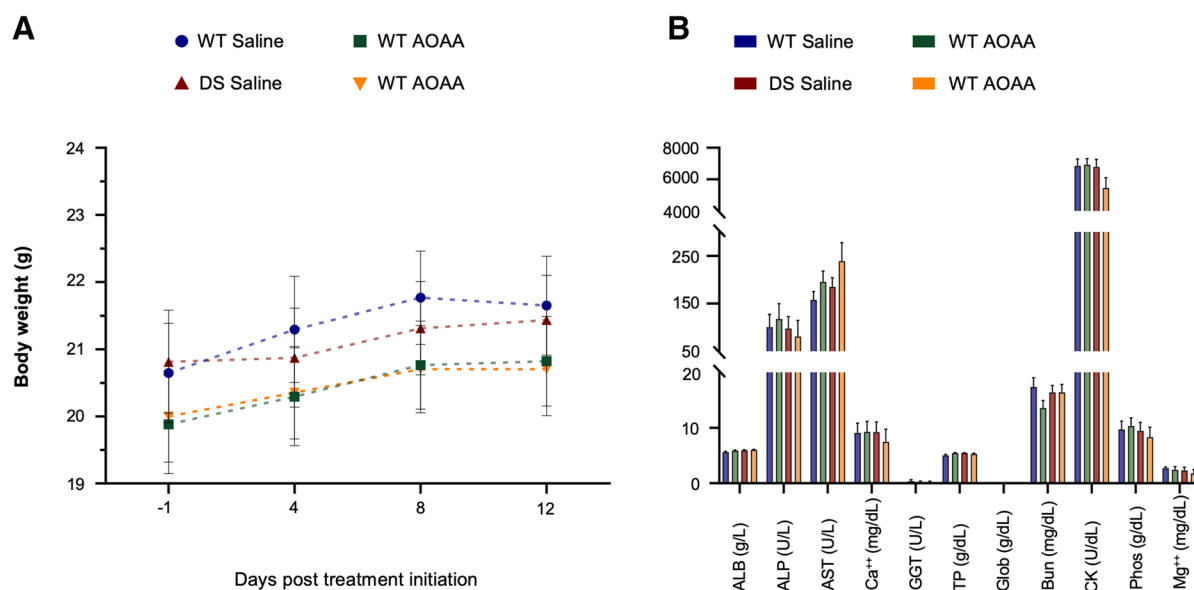 A
WT Saline
WT AOAA
DS Saline
WT AOAA
Body weight (g)
24
23
22
21
20
19
-1
4
8
12
Days post treatment initiation
B
WT Saline
WT AOAA
DS Saline
WT AOAA
8000
6000
4000
250
150
50
20
10
0
ALB (g/L)
ALP (U/L)
AST (U/L)
Ca⁺⁺ (mg/dL)
GGT (U/L)
TP (g/dL)
Glob (g/dL)
Bun (mg/dL)
CK (U/dL)
Phos (g/dL)
Mg⁺⁺ (mg/dL)